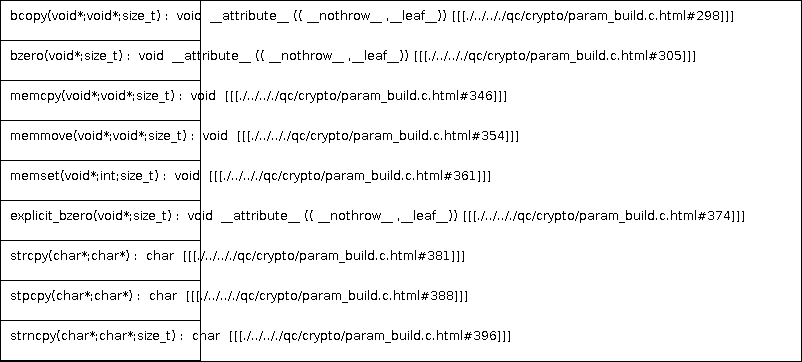 bcopy(void*;void*;size_t) : void __attribute__ (( __nothrow__ ,__leaf__)) [[[./../.././qc/crypto/param_build.c.html#298]]]
bzero(void*;size_t) : void __attribute__ (( __nothrow__ ,__leaf__)) [[[./../.././qc/crypto/param_build.c.html#305]]]
memcpy(void*;void*;size_t) : void [[[./../.././qc/crypto/param_build.c.html#346]]]
memmove(void*;void*;size_t) : void [[[./../.././qc/crypto/param_build.c.html#354]]]
memset(void*;int;size_t) : void [[[./../.././qc/crypto/param_build.c.html#361]]]
explicit_bzero(void*;size_t) : void __attribute__ (( __nothrow__ ,__leaf__)) [[[./../.././qc/crypto/param_build.c.html#374]]]
strcpy(char*;char*) : char [[[./../.././qc/crypto/param_build.c.html#381]]]
stpcpy(char*;char*) : char [[[./../.././qc/crypto/param_build.c.html#388]]]
strncpy(char*;char*;size_t) : char [[[./../.././qc/crypto/param_build.c.html#396]]]